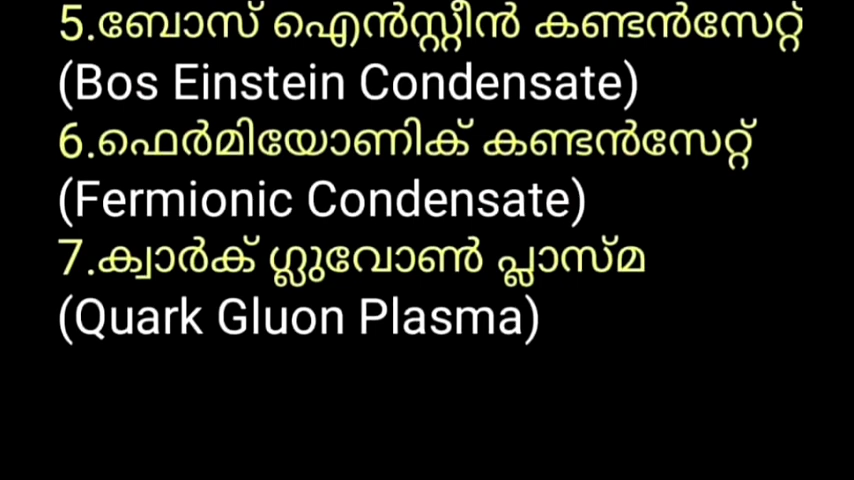 5.ബോസ് ഐൻസ്റ്റീൻ കണ്ടൻസേറ്റ്
(Bos Einstein Condensate)
6.ഫെർമിയോണിക് കണ്ടൻസേറ്റ്
(Fermionic Condensate)
7.ക്വാർക് ഗ്ലുവോൺ പ്ലാസ്മ
(Quark Gluon Plasma)